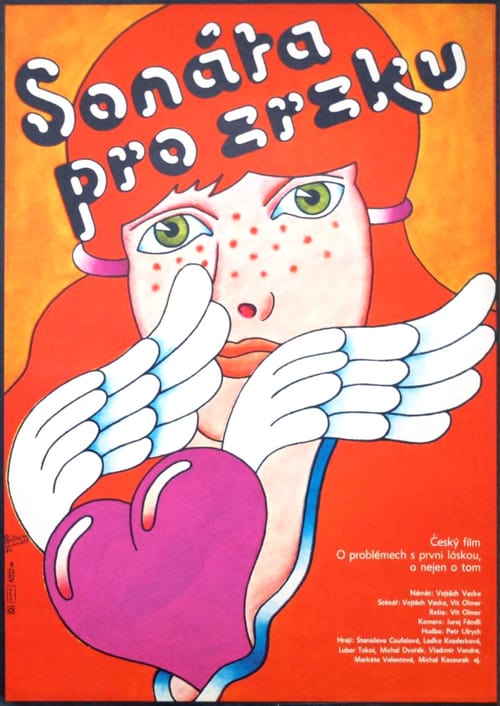 Sonáta
pro zrzku
Český film
O problémech s první láskou,
a nejen o tom
Námět: Vojtěch Vacke
Scénář: Vojtěch Vacke, Vít Olmer
Režie: Vít Olmer
Kamera: Juraj Fándli
Hudba: Petr Ulrych
Hrají: Stanislava Coufalová, Laďka Kozderková,
Lubor Tokoš, Michal Dvořák, Vladimír Vondra,
Markéta Valentová, Michal Kocourek aj.